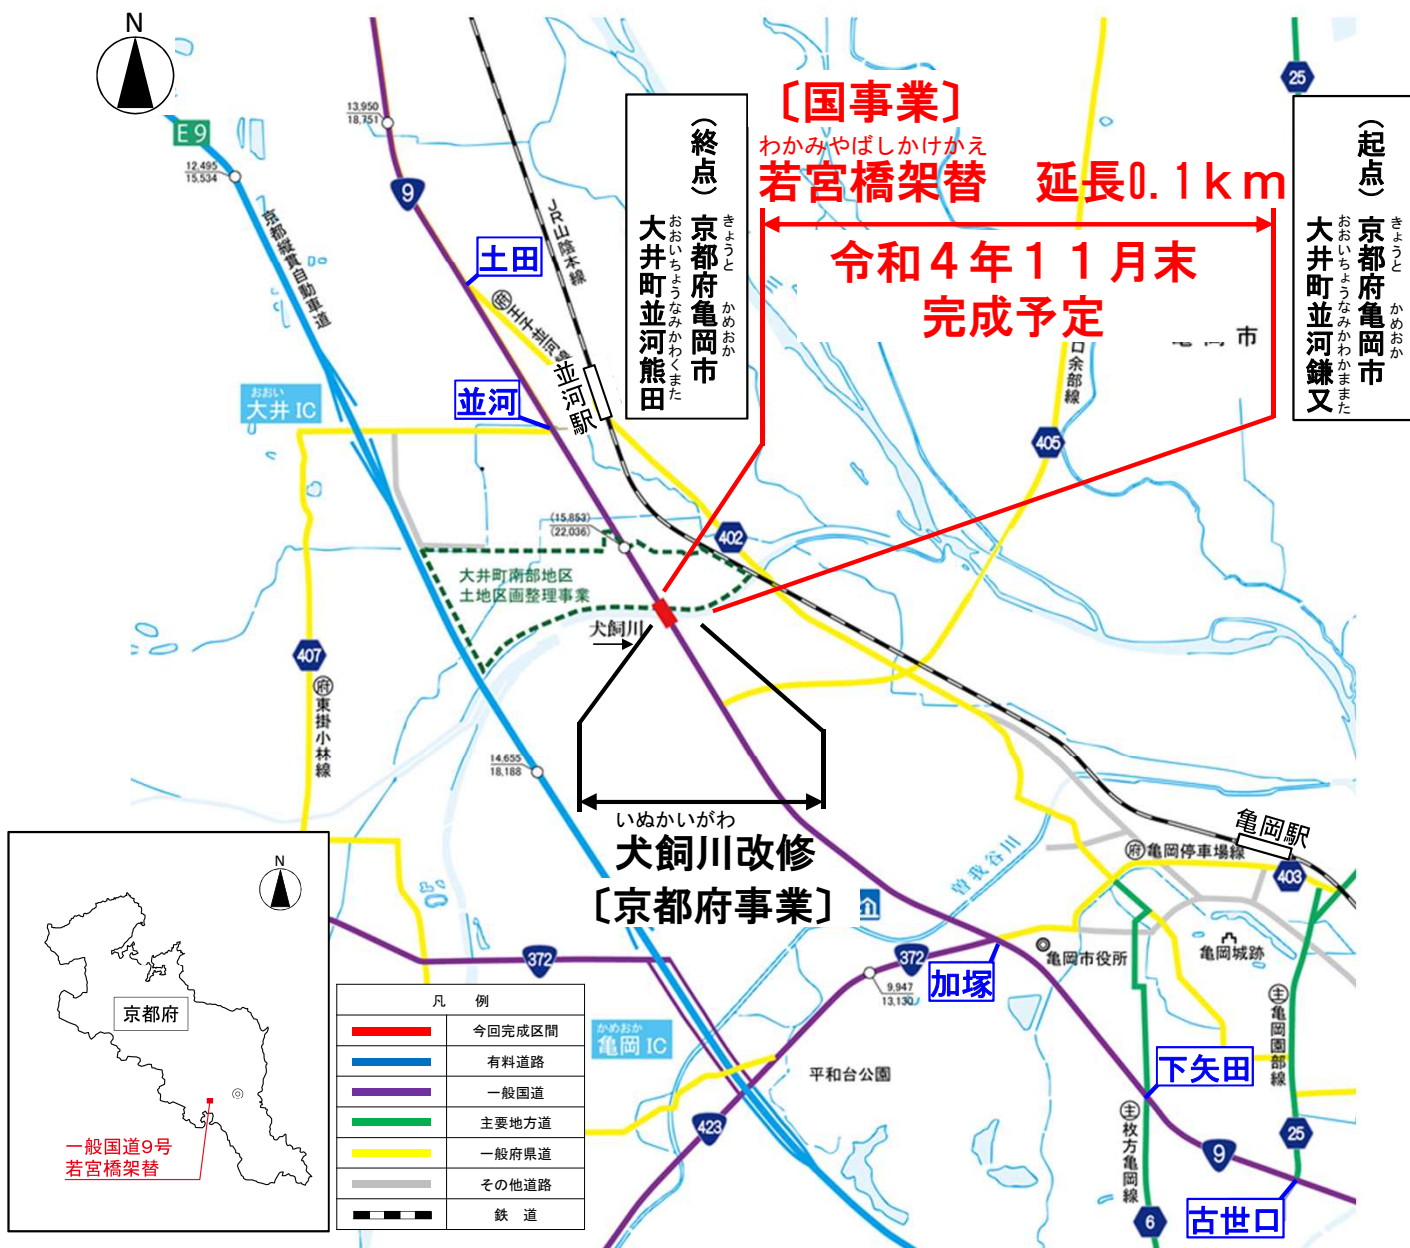 N
E9
12,495
15,534
13,950
18,751
9
京都縦貫自動車道
土田
府王子並河線
JR山陰本線
並河駅
おおい
大井IC
並河
（終点）
きょうと かめおか
京都府亀岡市
おおいちょうなみかわくまた
大井町並河熊田
〔国事業〕
わかみやばしかけかえ
若宮橋架替 延長0.1km
令和4年11月末
完成予定
25
（起点）
きょうと かめおか
京都府亀岡市
おおいちょうなみかわかままた
大井町並河鎌又
市
口余部線
405
(15,853)
(22,036)
402
大井町南部地区
土地区画整理事業
犬飼川
407
府東掛小林線
14,655
18,188
いぬかいがわ
犬飼川改修
〔京都府事業〕
曽我谷川
亀岡駅
府亀岡停車場線
403
亀岡城跡
亀岡市役所
372
372
加塚
9,947
13,130
主亀岡園部線
かめおか
亀岡IC
平和台公園
下矢田
主枚方亀岡線
423
25
9
6
古世口
N
京都府
一般国道9号
若宮橋架替
凡 例
今回完成区間
有料道路
一般国道
主要地方道
一般府県道
その他道路
鉄 道